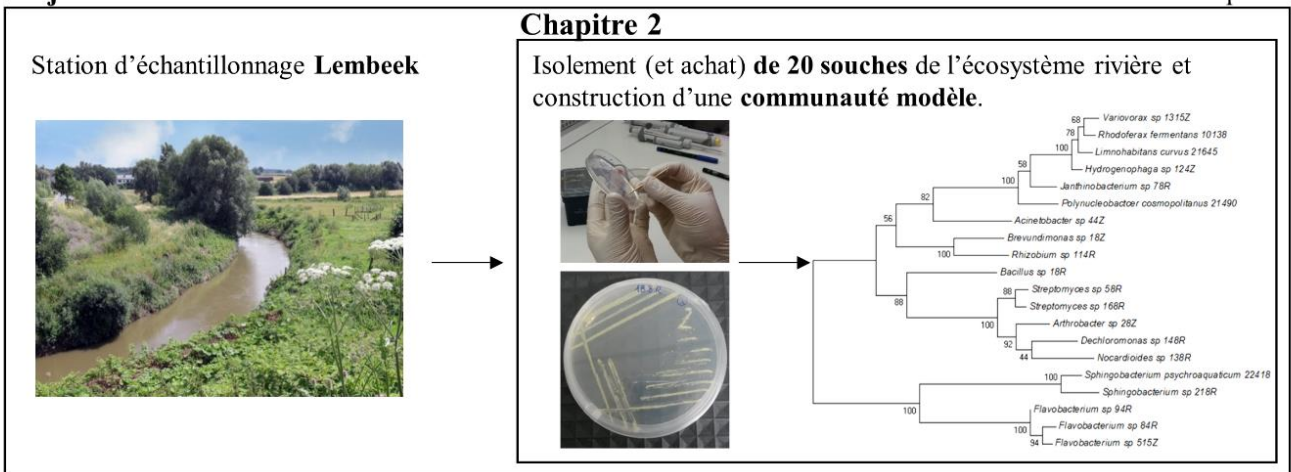 Chapitre 2
Station d'échantillonnage Lembeek
Isolement (et achat) de 20 souches de l'écosystème rivière et
construction d'une communauté modèle.
68
Variovorax sp 1315Z
78
Rhodoferax fermentans 10138
100
Limnohabitans curvus 21645
58
Hydrogenophaga sp 124Z
100
Janthinobacterium sp 78R
82
Polynucleobactœr cosmopolitanus 21490
56
Acinetobacter sp 44Z
Brevundimonas sp 18Z
100
Rhizobium sp 114R
Bacillus sp 18R
88
88
Streptomyces sp 58R
Streptomyces sp 168R
100
Arthrobacter sp 28Z
92
Dechloromonas sp 148R
44
Nocardioides sp 138R
100
Sphingobacterium psychroaquaticum 22418
Sphingobacterium sp 218R
100
Flavobacterium sp 94R
100
Flavobacterium sp 84R
94
Flavobacterium sp 515Z